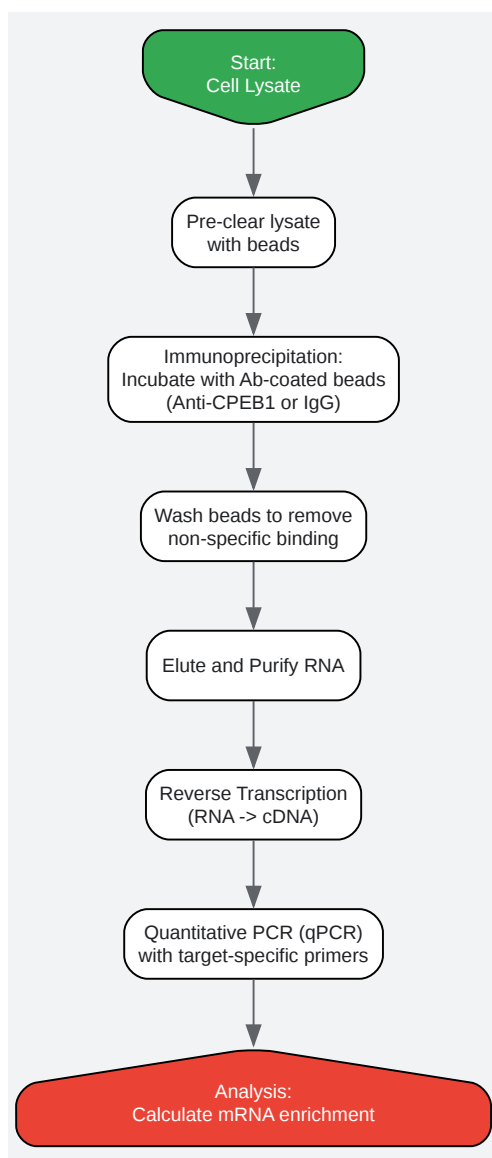 Start:
Cell Lysate
Pre-clear lysate
with beads
Immunoprecipitation:
Incubate with Ab-coated beads
(Anti-CPEB1 or IgG)
Wash beads to remove
non-specific binding
Elute and Purify RNA
Reverse Transcription
(RNA -> cDNA)
Quantitative PCR (qPCR)
with target-specific primers
Analysis:
Calculate mRNA enrichment